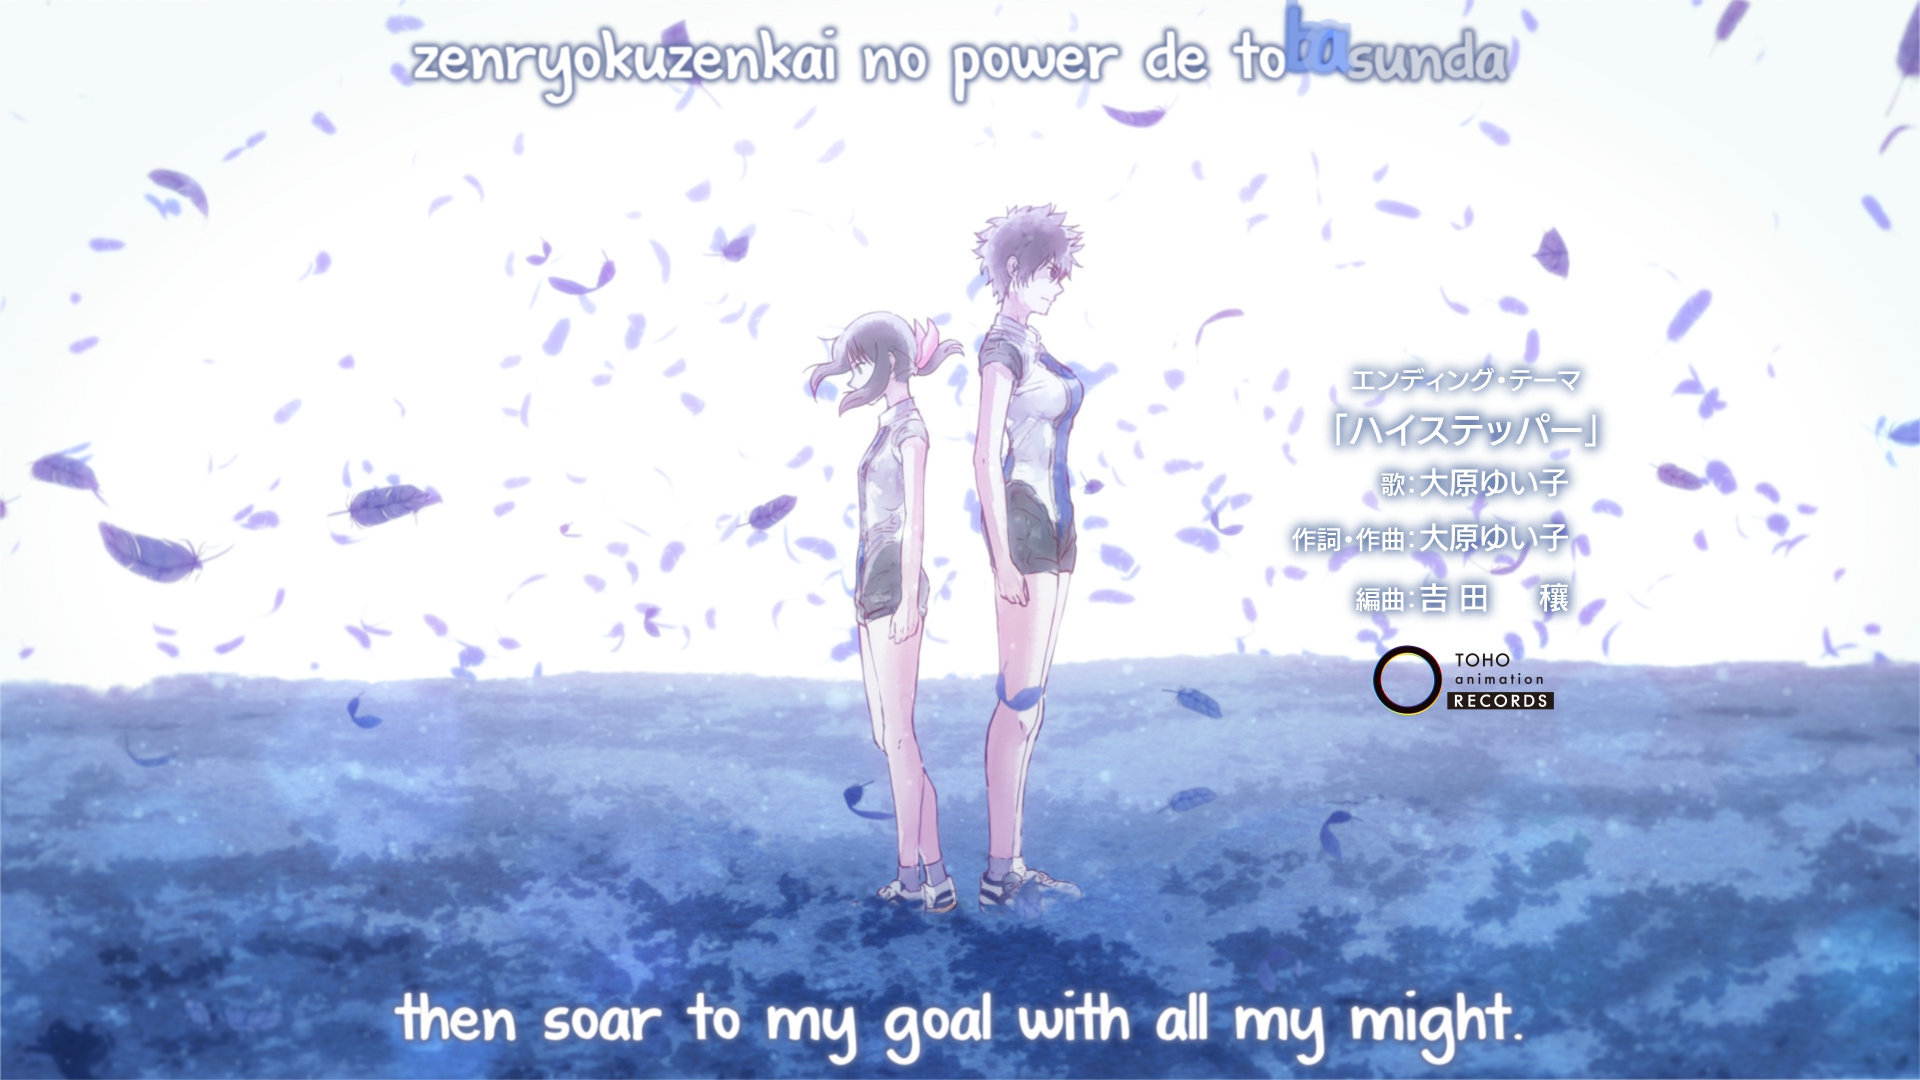 zenryokuzenkai no power de tobasunda
エンディング・テーマ
「ハイステッパー」
歌：大原ゆい子
作詞・作曲：大原ゆい子
編曲：吉田　穰
TOHO
animation
RECORDS
then soar to my goal with all my might.